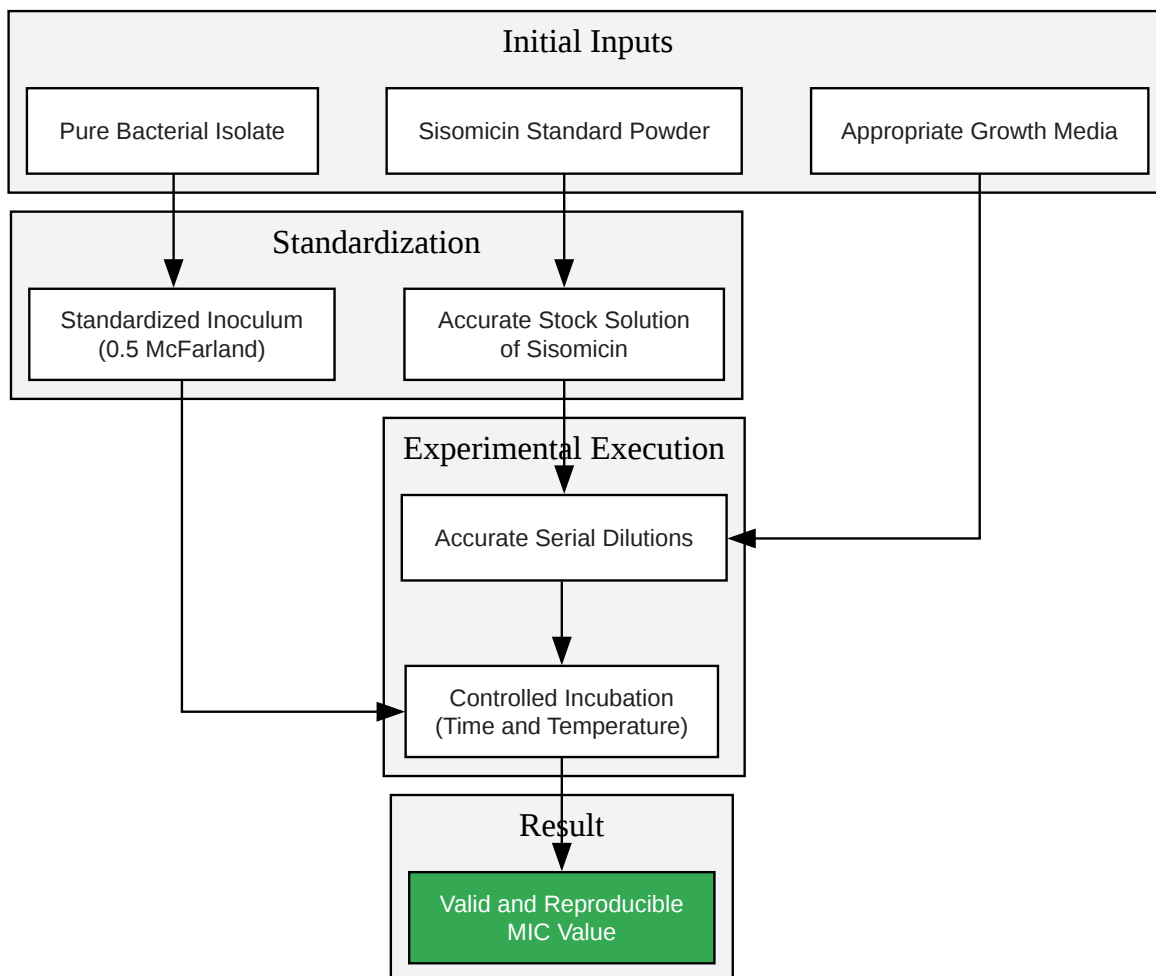 Initial Inputs
Pure Bacterial Isolate
Sisomicin Standard Powder
Appropriate Growth Media
Standardization
Standardized Inoculum
(0.5 McFarland)
Accurate Stock Solution
of Sisomicin
Experimental Execution
Accurate Serial Dilutions
Controlled Incubation
(Time and Temperature)
Result
Valid and Reproducible
MIC Value